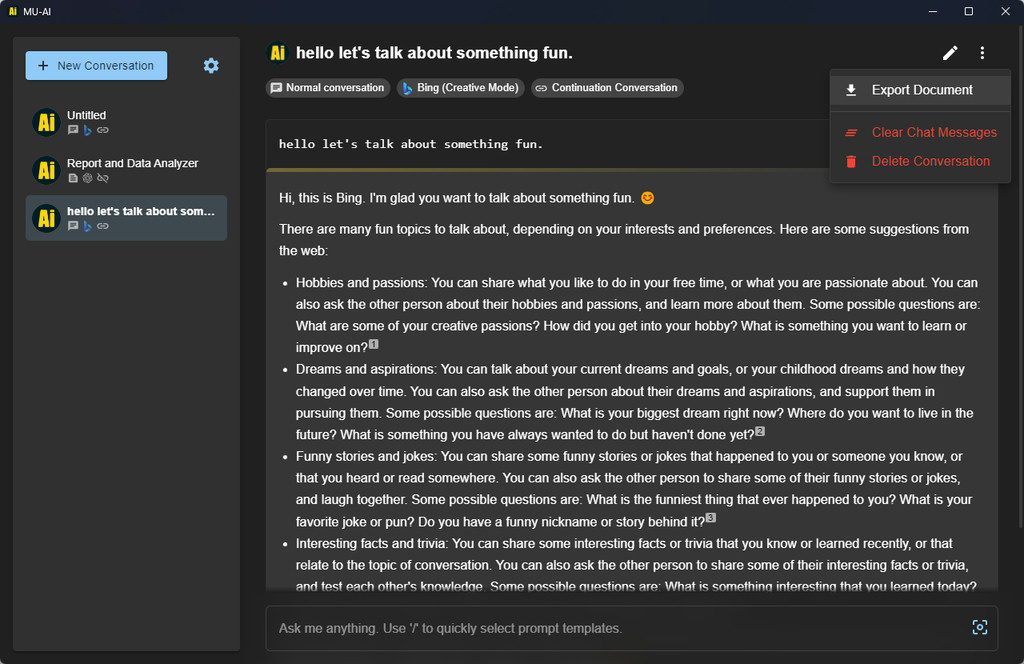 Ai MU-AI
New Conversation
Ai Untitled
Ai Report and Data Analyzer
Ai hello let's talk about som...
Ai hello let's talk about something fun.
Normal conversation Bing (Creative Mode) Continuation Conversation
Export Document
Clear Chat Messages
Delete Conversation
hello let's talk about something fun.
Hi, this is Bing. I'm glad you want to talk about something fun. 😊
There are many fun topics to talk about, depending on your interests and preferences. Here are some suggestions from
the web:
• Hobbies and passions: You can share what you like to do in your free time, or what you are passionate about. You can
also ask the other person about their hobbies and passions, and learn more about them. Some possible questions are:
What are some of your creative passions? How did you get into your hobby? What is something you want to learn or
improve on?1
• Dreams and aspirations: You can talk about your current dreams and goals, or your childhood dreams and how they
changed over time. You can also ask the other person about their dreams and aspirations, and support them in
pursuing them. Some possible questions are: What is your biggest dream right now? Where do you want to live in the
future? What is something you have always wanted to do but haven't done yet?2
• Funny stories and jokes: You can share some funny stories or jokes that happened to you or someone you know, or
that you heard or read somewhere. You can also ask the other person to share some of their funny stories or jokes,
and laugh together. Some possible questions are: What is the funniest thing that ever happened to you? What is your
favorite joke or pun? Do you have a funny nickname or story behind it?3
• Interesting facts and trivia: You can share some interesting facts or trivia that you know or learned recently, or that
relate to the topic of conversation. You can also ask the other person to share some of their interesting facts or trivia,
and test each other's knowledge. Some possible questions are: What is something interesting that you learned today?
Ask me anything. Use '/' to quickly select prompt templates.